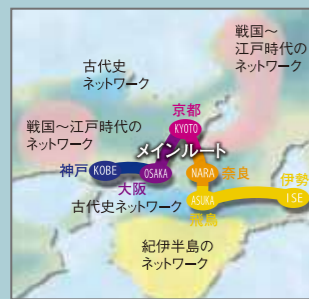 戦国〜
江戸時代の
ネットワーク
古代史
ネットワーク
京都
KYOTO
戦国〜江戸時代の
ネットワーク
メインルート
神戸 KOBE
OSAKA
大阪
NARA 奈良
伊勢
ISE
ASUKA
飛鳥
古代史ネットワーク
紀伊半島の
ネットワーク